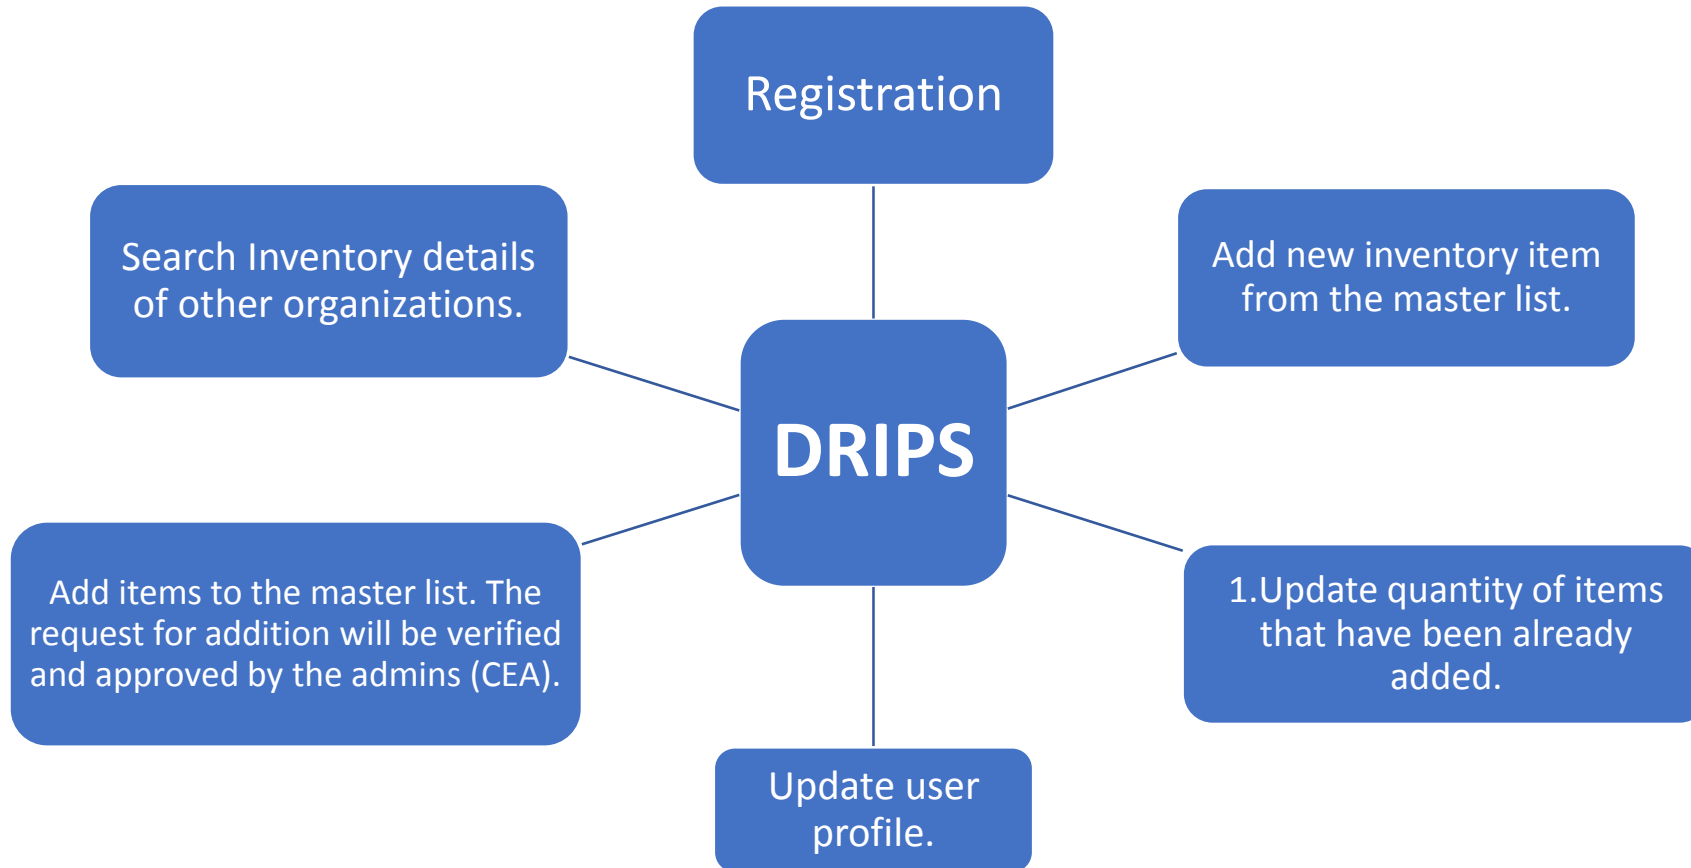 Registration
Search Inventory details
of other organizations.
Add new inventory item
from the master list.
DRIPS
Add items to the master list. The
request for addition will be verified
and approved by the admins (CEA).
1.Update quantity of items
that have been already
added.
Update user
profile.